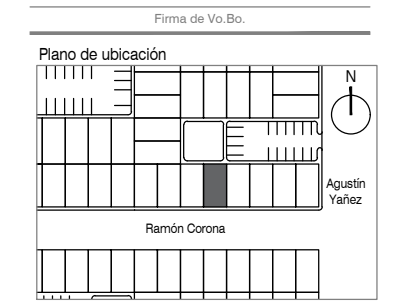 Firma de Vo.Bo.
Plano de ubicación
N
Agustín
Yañez
Ramón Corona